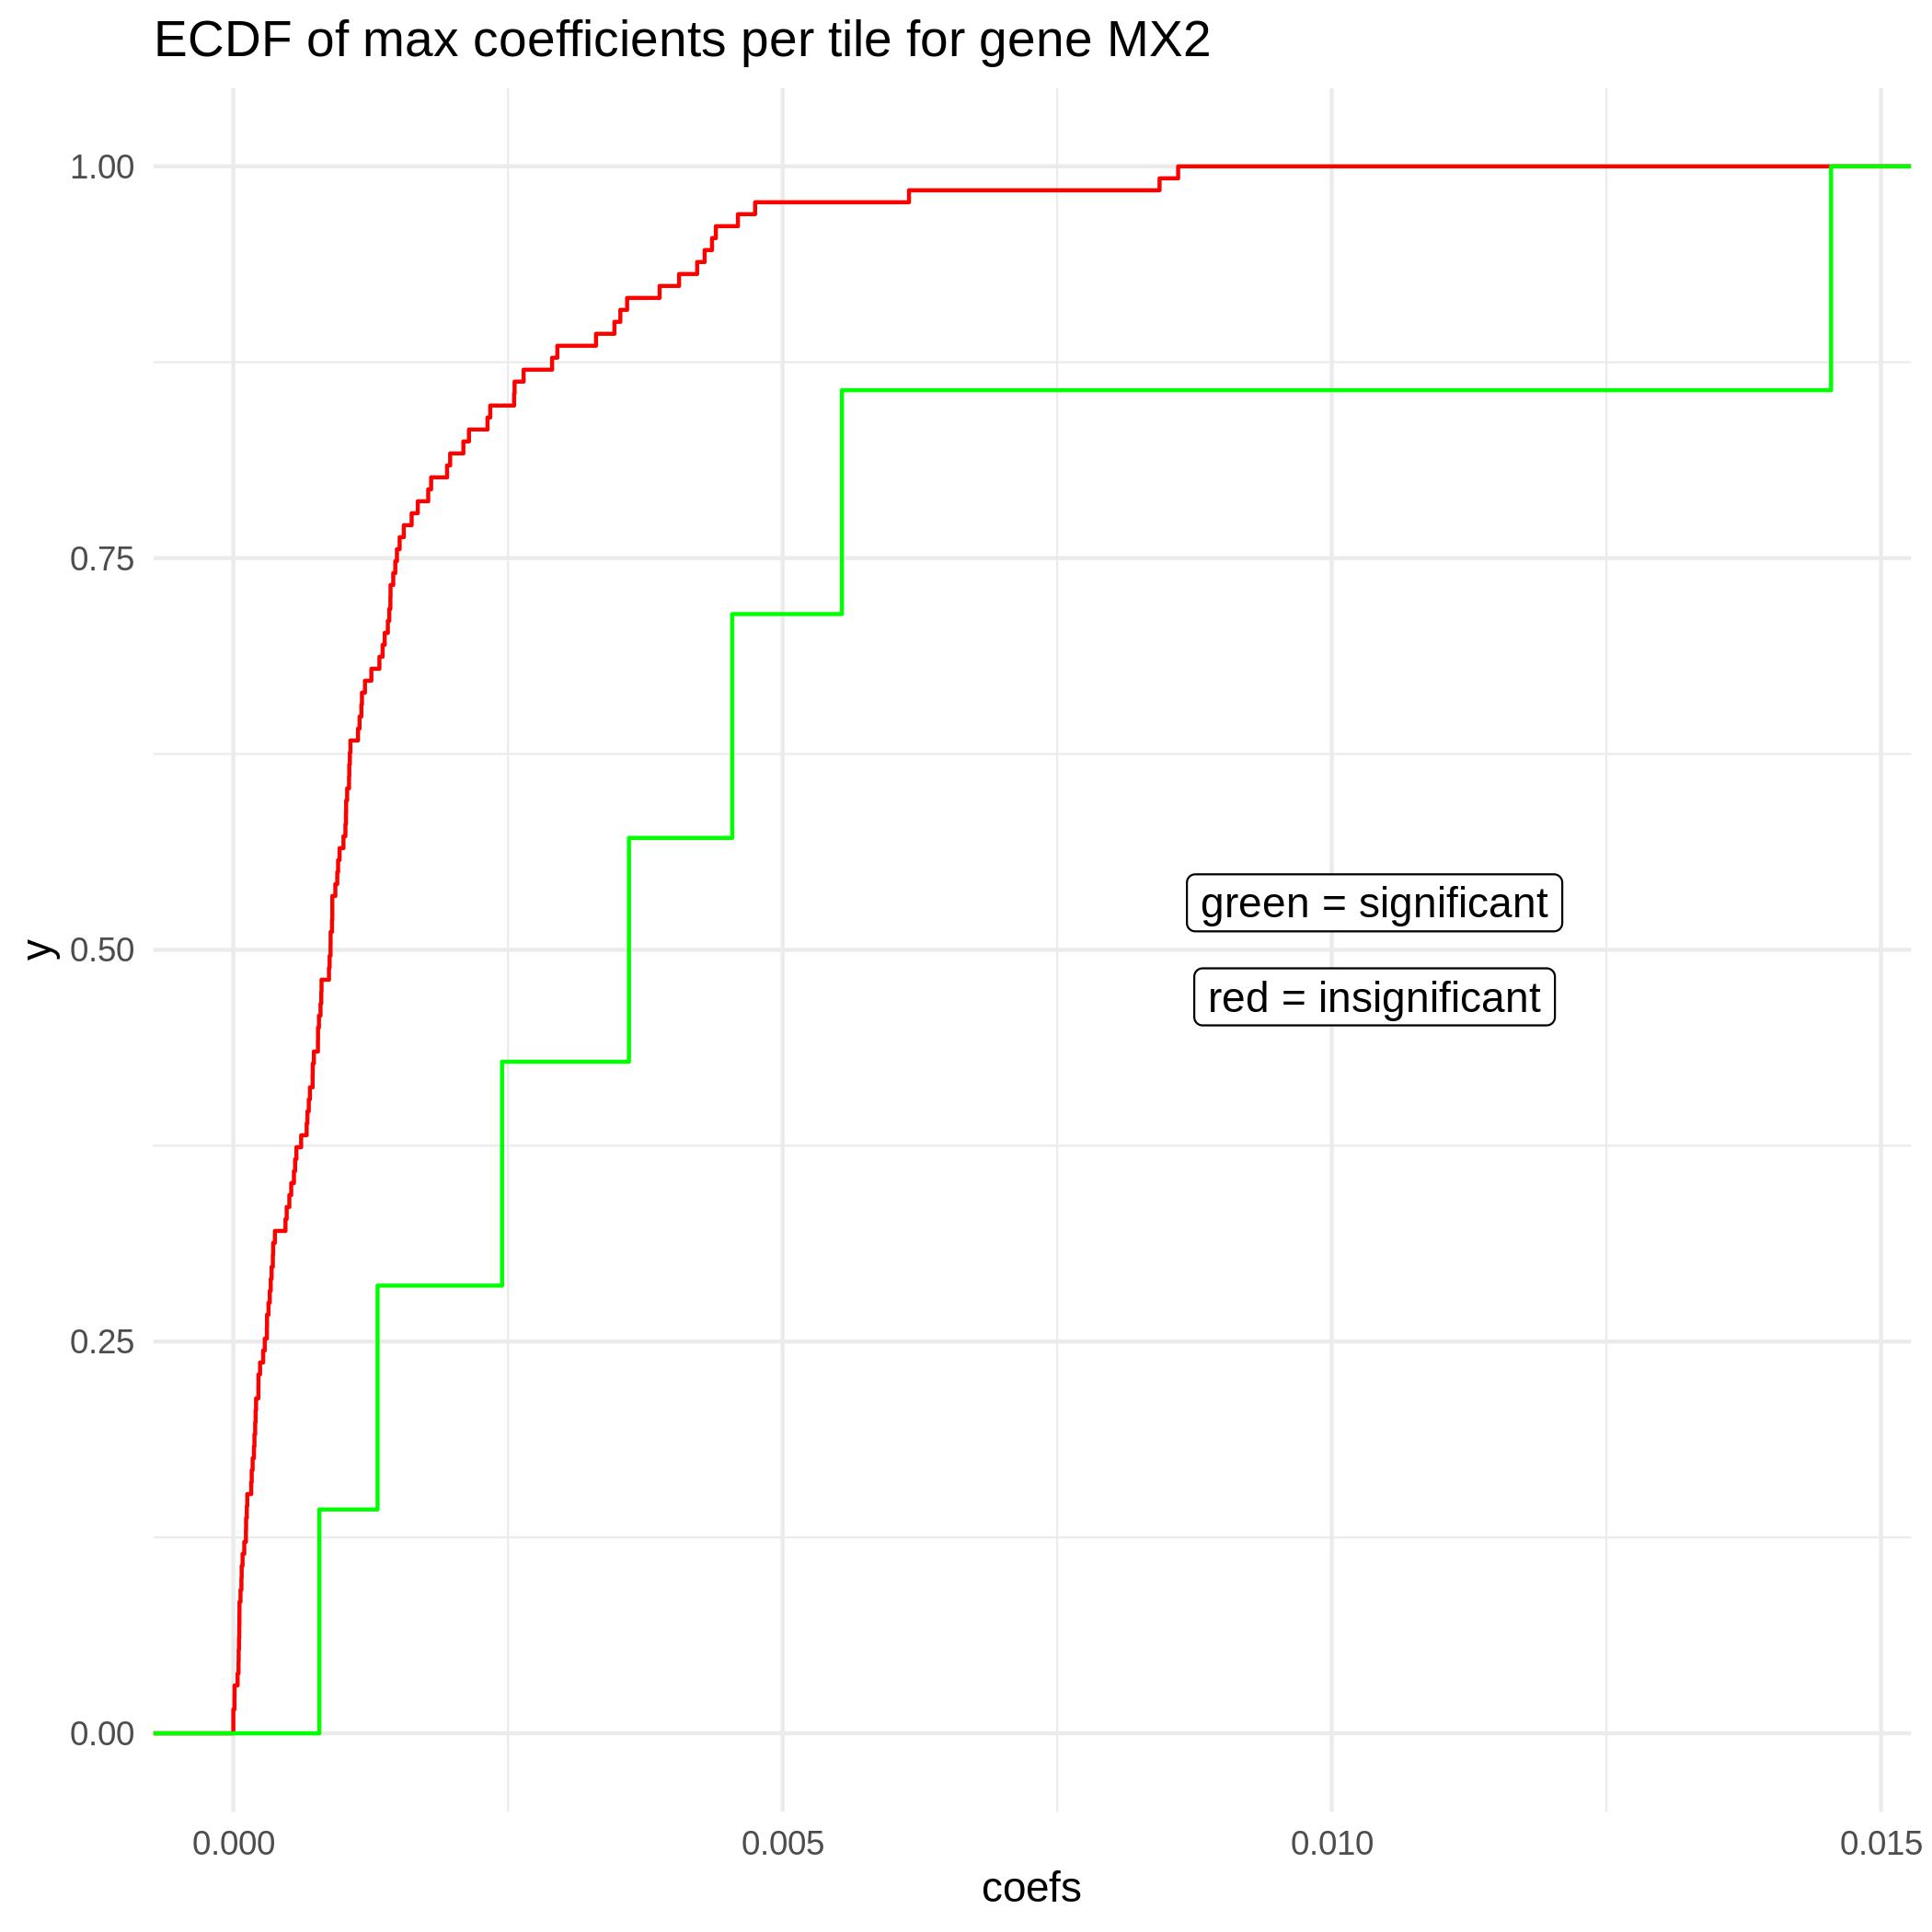 ECDF of max coefficients per tile for gene MX2
1.00
0.75
0.50
0.25
0.00
y
green = significant
red = insignificant
0.000 0.005 0.010 0.015
coefs